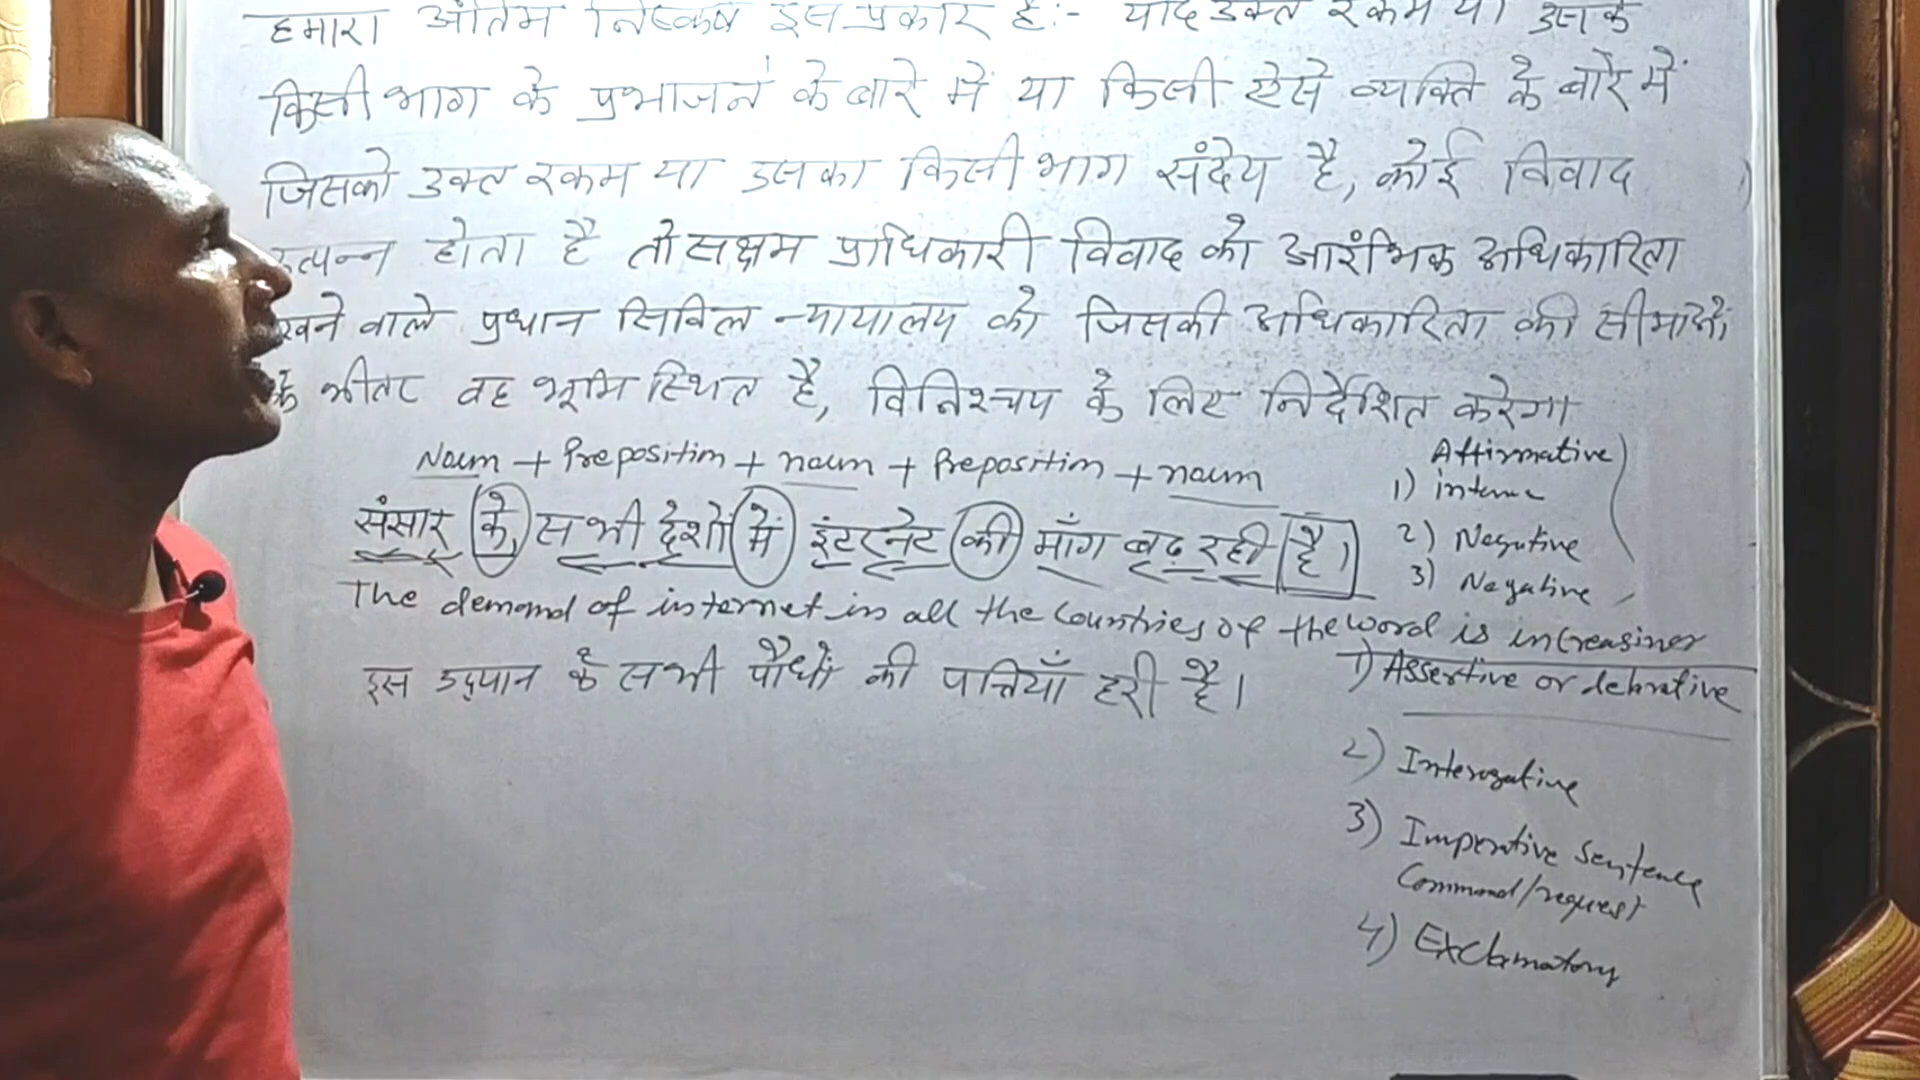 हमारा अंतिम निष्कर्ष इस प्रकार है:- यदि उक्त रकम या उसके
किसी भाग के प्रभाजन के बारे में या किसी ऐसे व्यक्ति के बारे में
जिसको उक्त रकम या उसका किसी भाग संदेय है, कोई विवाद
उत्पन्न होता है तो सक्षम प्राधिकारी विवाद को आरंभिक अधिकारिता
रखने वाले प्रधान सिविल न्यायालय को जिसकी अधिकारिता की सीमाओं
के भीतर वह भूमि स्थित है, विनिश्चय के लिए निर्देशित करेगा
Noun + Preposition + noun + Preposition + noun
संसार के, सभी देशों में इंटरनेट की माँग बढ़ रही है।
The demand of internet in all the countries of the word is increasing
इस उद्यान के सभी पौधों की पत्तियाँ हरी है।
Affirmative
1)
2) Negative
3) Negative
1) Assertive or
2) Interogative
3) Imperative Sentence
Command/request
4) Exclamatory